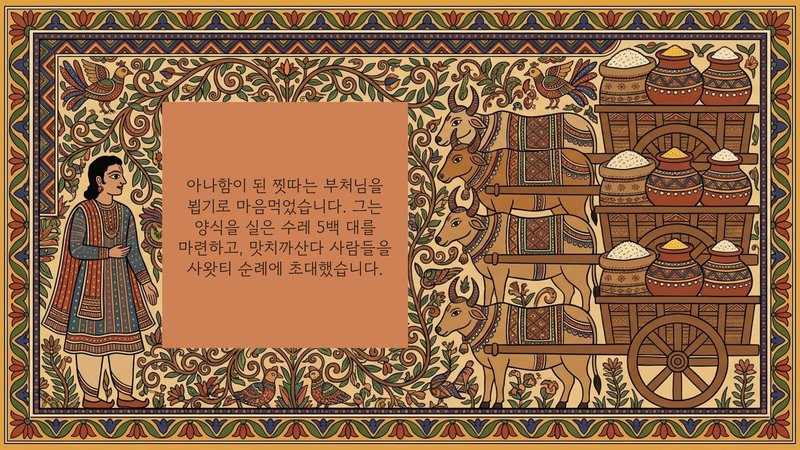 아나함이 된 찟따는 부처님을
뵙기로 마음먹었습니다. 그는
양식을 실은 수레 5백 대를
마련하고, 맛치까산다 사람들을
사왓티 순례에 초대했습니다.